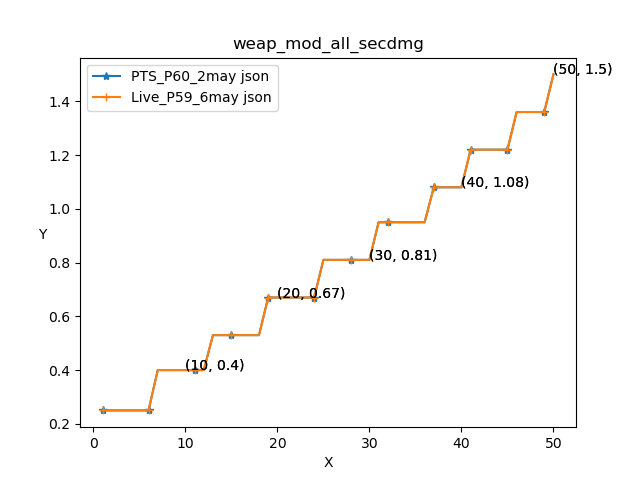 weap_mod_all_secdmg
PTS_P60_2may json
Live_P59_6may json
(50, 1.5)
1.4
1.2
(40, 1.08)
1.0
Y
(30, 0.81)
0.8
(20, 0.67)
0.6
(10, 0.4)
0.4
0.2
0 10 20 30 40 50
X